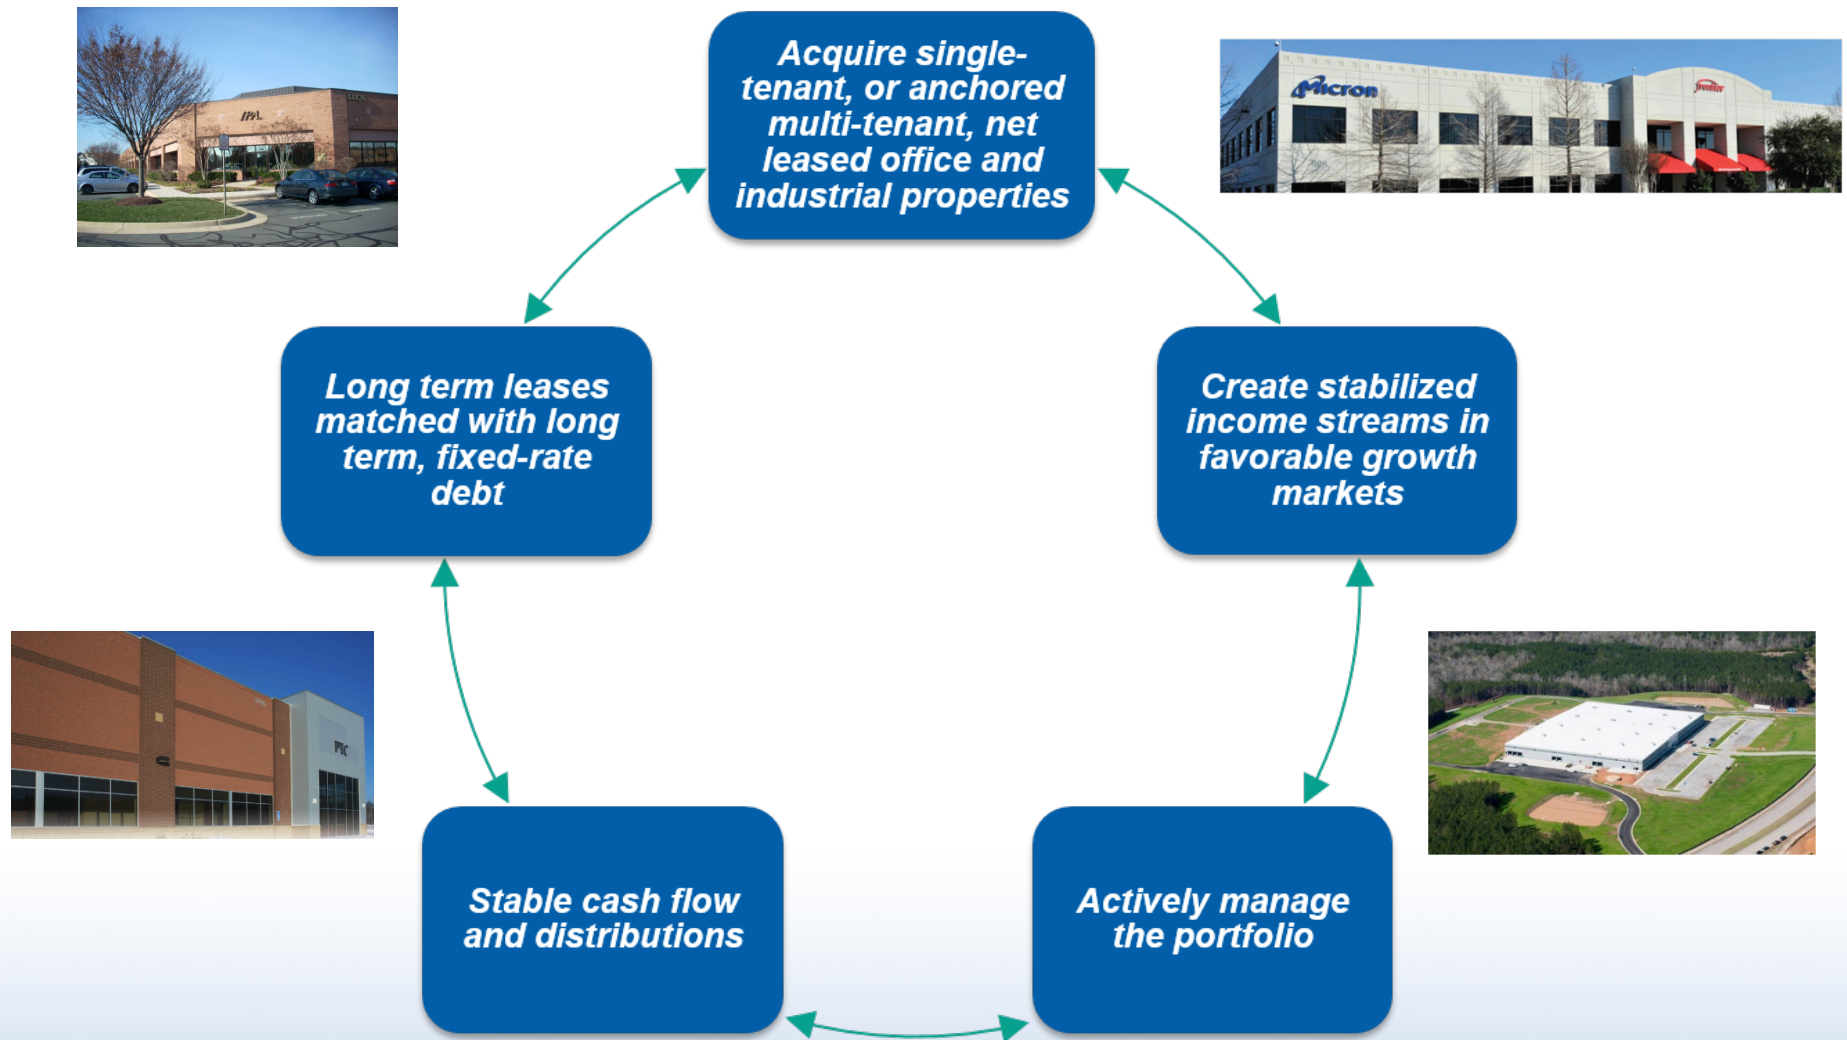 Acquire single-
tenant, or anchored
multi-tenant, net
leased office and
industrial properties
Micron
Long term leases
matched with long
term, fixed-rate
debt
Create stabilized
income streams in
favorable growth
markets
Stable cash flow
and distributions
Actively manage
the portfolio